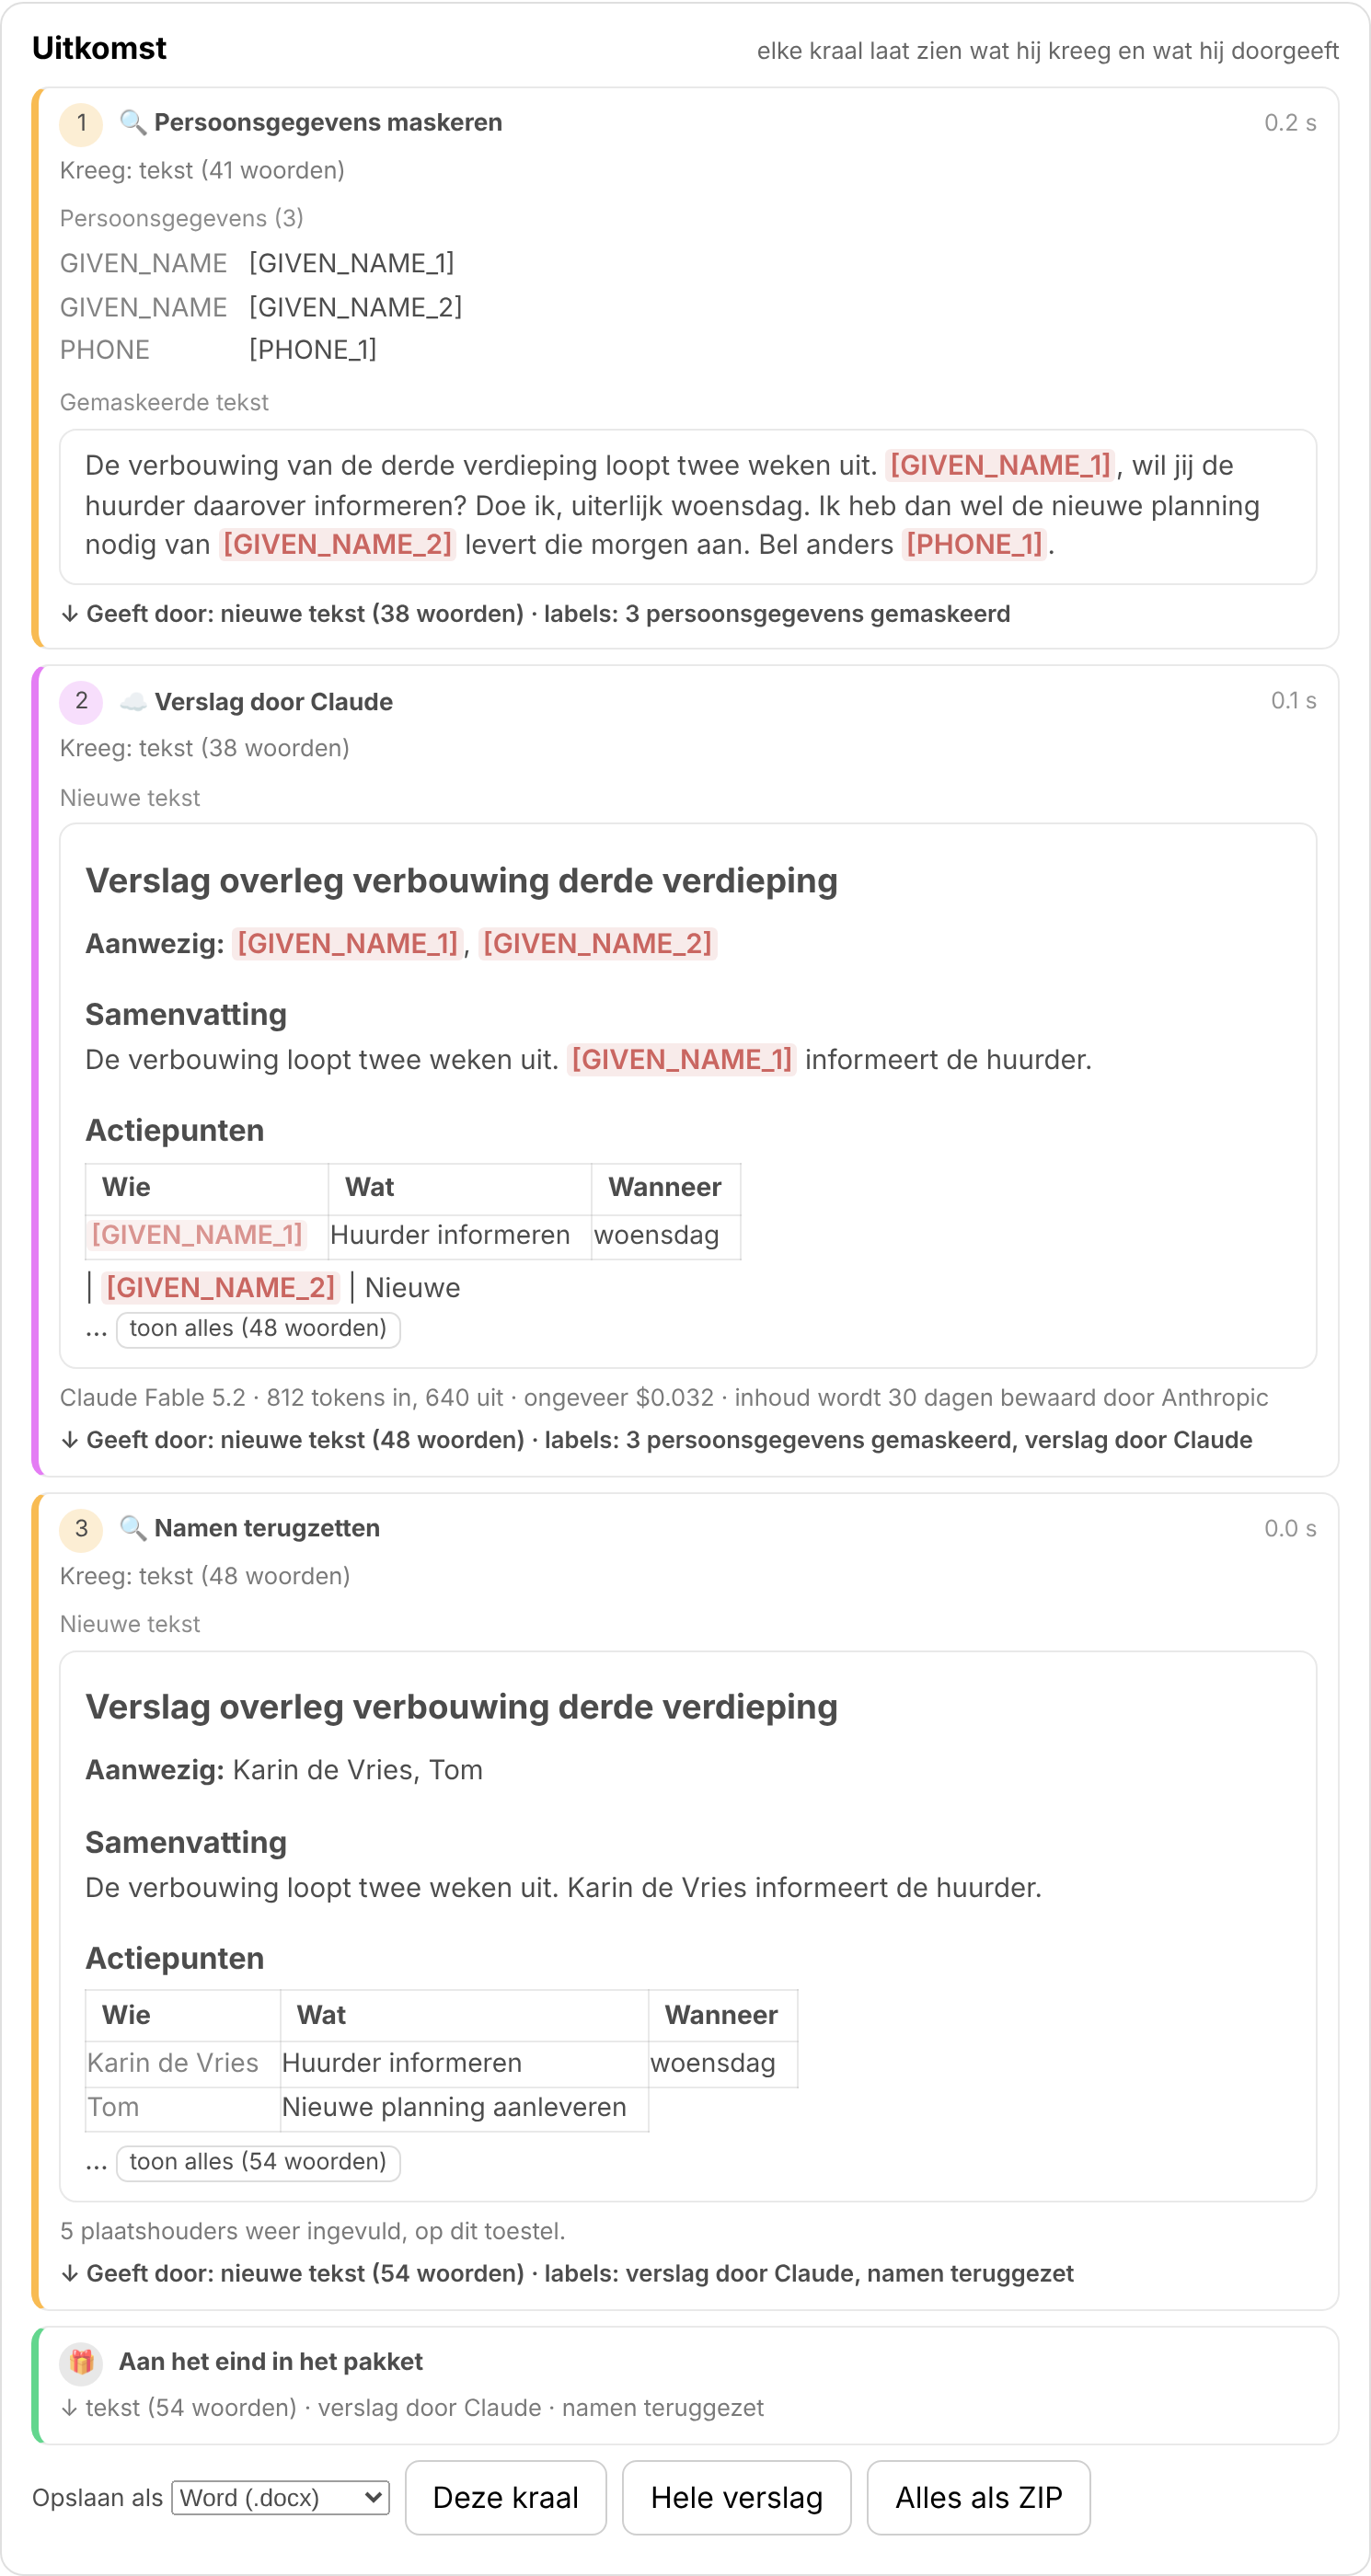 Uitkomst
elke kraal laat zien wat hij kreeg en wat hij doorgeeft
1 🔍 Persoonsgegevens maskeren 0.2 s
Kreeg: tekst (41 woorden)
Persoonsgegevens (3)
GIVEN_NAME [GIVEN_NAME_1]
GIVEN_NAME [GIVEN_NAME_2]
PHONE [PHONE_1]
Gemaskeerde tekst
De verbouwing van de derde verdieping loopt twee weken uit. [GIVEN_NAME_1], wil jij de
huurder daarover informeren? Doe ik, uiterlijk woensdag. Ik heb dan wel de nieuwe planning
nodig van [GIVEN_NAME_2] levert die morgen aan. Bel anders [PHONE_1].
↓ Geeft door: nieuwe tekst (38 woorden) · labels: 3 persoonsgegevens gemaskeerd
2 ☁️ Verslag door Claude 0.1 s
Kreeg: tekst (38 woorden)
Nieuwe tekst
Verslag overleg verbouwing derde verdieping
Aanwezig: [GIVEN_NAME_1], [GIVEN_NAME_2]
Samenvatting
De verbouwing loopt twee weken uit. [GIVEN_NAME_1] informeert de huurder.
Actiepunten
Wie Wat Wanneer
[GIVEN_NAME_1] Huurder informeren woensdag
| [GIVEN_NAME_2] | Nieuwe
... toon alles (48 woorden)
Claude Fable 5.2 · 812 tokens in, 640 uit · ongeveer $0.032 · inhoud wordt 30 dagen bewaard door Anthropic
↓ Geeft door: nieuwe tekst (48 woorden) · labels: 3 persoonsgegevens gemaskeerd, verslag door Claude
3 🔍 Namen terugzetten 0.0 s
Kreeg: tekst (48 woorden)
Nieuwe tekst
Verslag overleg verbouwing derde verdieping
Aanwezig: Karin de Vries, Tom
Samenvatting
De verbouwing loopt twee weken uit. Karin de Vries informeert de huurder.
Actiepunten
Wie Wat Wanneer
Karin de Vries Huurder informeren woensdag
Tom Nieuwe planning aanleveren
... toon alles (54 woorden)
5 plaatshouders weer ingevuld, op dit toestel.
↓ Geeft door: nieuwe tekst (54 woorden) · labels: verslag door Claude, namen teruggezet
🎁 Aan het eind in het pakket
↓ tekst (54 woorden) · verslag door Claude · namen teruggezet
Opslaan als Word (.docx) Deze kraal Hele verslag Alles als ZIP